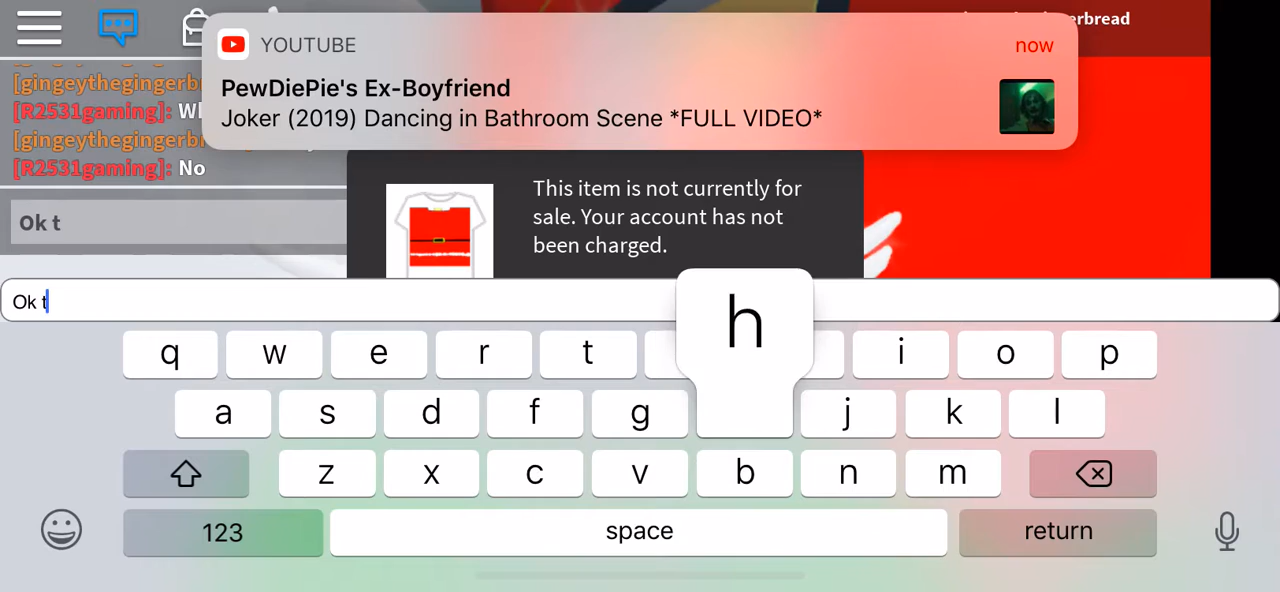 erbread
YOUTUBE
now
PewDiePie's Ex-Boyfriend
Joker (2019) Dancing in Bathroom Scene *FULL VIDEO*
[gingeythegingerb
[R2531gaming]:
[gingeythegingerb
[R2531gaming]: No
Ok t
This item is not currently for
sale. Your account has not
been charged.
Ok t
h
q w e r t i o p
a s d f g j k l
z x c v b n m
123 space return